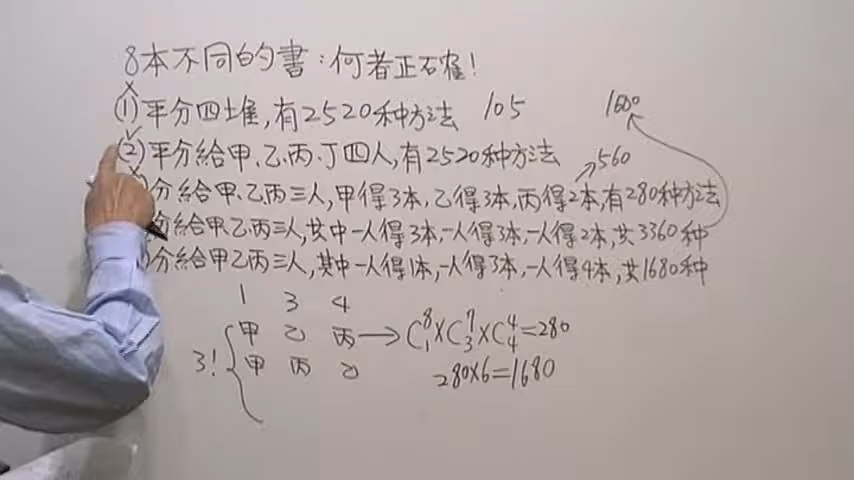 8本不同的書:何者正确!
X
(1)平分四堆,有2520种方法 105 1680
✓
(2)平分給甲、乙、丙、丁四人,有2520种方法
X )分給甲、乙丙三人,甲得3本,乙得3本,丙得2本,有280种方法 560
給甲乙丙三人,其中一人得3本,一人得3本,一人得2本,共3360种
)分給甲乙丙三人,其中一人得1本,一人得3本,一人得4本,共1680种
1 3 4
3! 甲 乙 丙 → C⁸₁×C⁷₃×C⁴₄=280
甲 丙 乙 280×6=1680